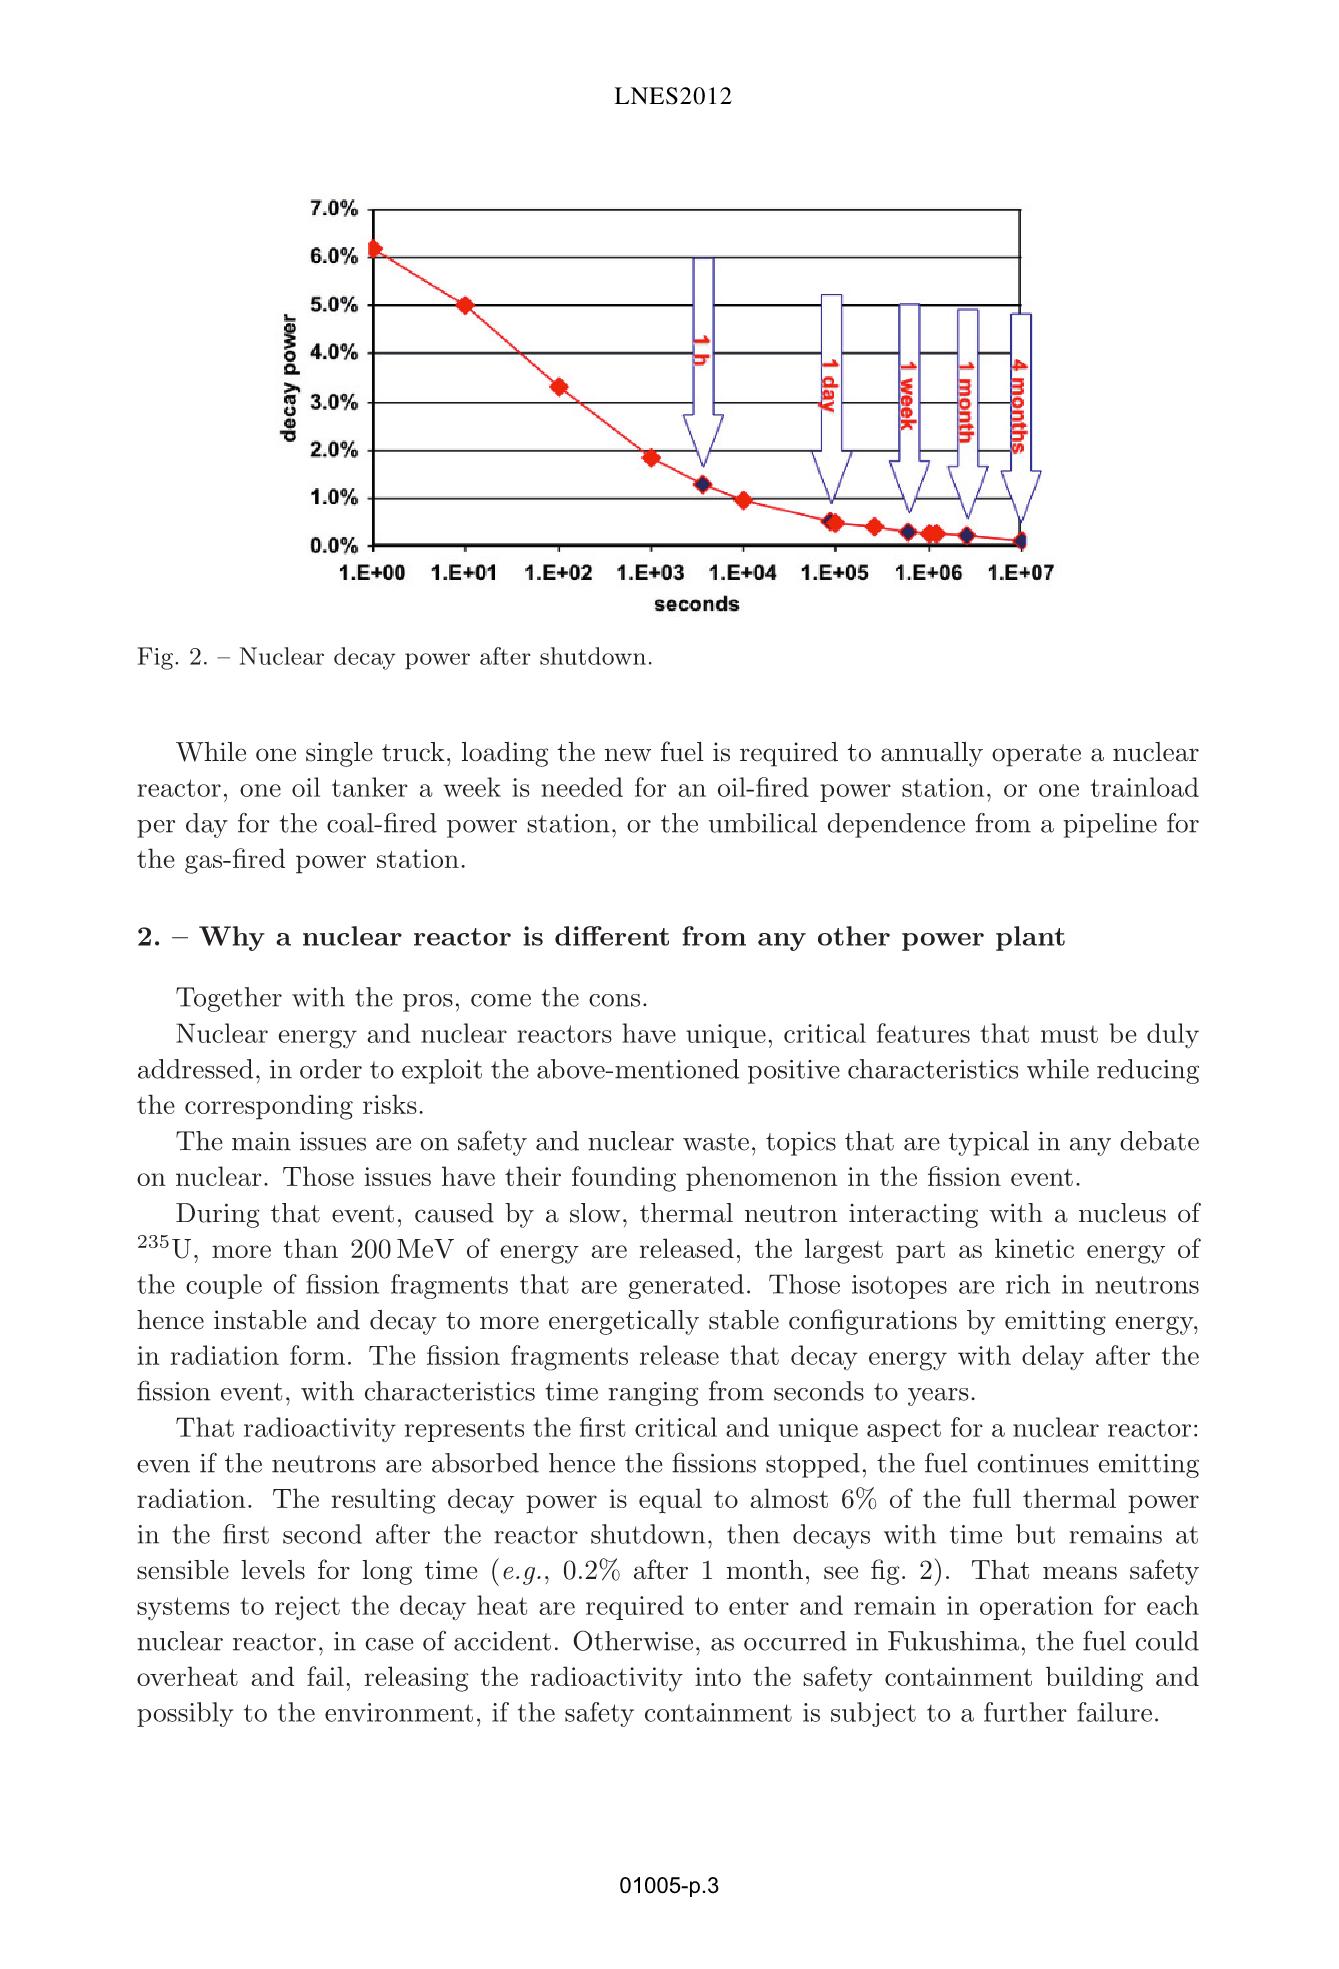 LNES2012
7.0%
6.0%
5.0%
4.0%
3.0%
2.0%
1.0%
0.0%
decay power
1 h
1 day
1 week
1 month
4 months
1.E+00 1.E+01 1.E+02 1.E+03 1.E+04 1.E+05 1.E+06 1.E+07
seconds
Fig. 2. – Nuclear decay power after shutdown.
While one single truck, loading the new fuel is required to annually operate a nuclear
reactor, one oil tanker a week is needed for an oil-fired power station, or one trainload
per day for the coal-fired power station, or the umbilical dependence from a pipeline for
the gas-fired power station.
2. – Why a nuclear reactor is different from any other power plant
Together with the pros, come the cons.
Nuclear energy and nuclear reactors have unique, critical features that must be duly
addressed, in order to exploit the above-mentioned positive characteristics while reducing
the corresponding risks.
The main issues are on safety and nuclear waste, topics that are typical in any debate
on nuclear. Those issues have their founding phenomenon in the fission event.
During that event, caused by a slow, thermal neutron interacting with a nucleus of
²³⁵U, more than 200 MeV of energy are released, the largest part as kinetic energy of
the couple of fission fragments that are generated. Those isotopes are rich in neutrons
hence instable and decay to more energetically stable configurations by emitting energy,
in radiation form. The fission fragments release that decay energy with delay after the
fission event, with characteristics time ranging from seconds to years.
That radioactivity represents the first critical and unique aspect for a nuclear reactor:
even if the neutrons are absorbed hence the fissions stopped, the fuel continues emitting
radiation. The resulting decay power is equal to almost 6% of the full thermal power
in the first second after the reactor shutdown, then decays with time but remains at
sensible levels for long time (e.g., 0.2% after 1 month, see fig. 2). That means safety
systems to reject the decay heat are required to enter and remain in operation for each
nuclear reactor, in case of accident. Otherwise, as occurred in Fukushima, the fuel could
overheat and fail, releasing the radioactivity into the safety containment building and
possibly to the environment, if the safety containment is subject to a further failure.
01005-p.3